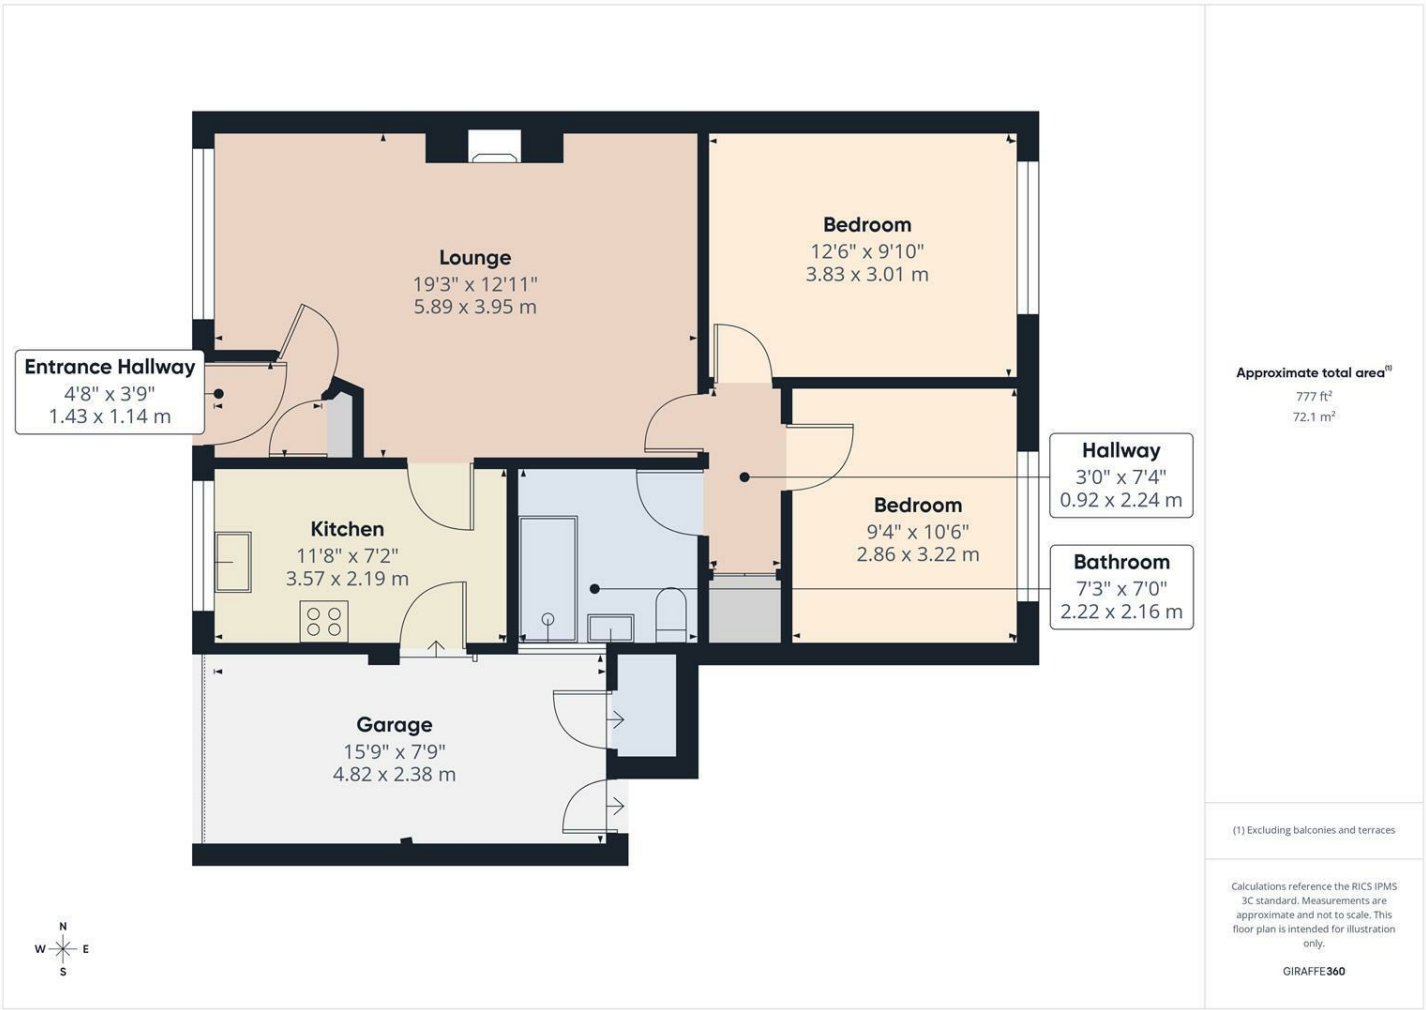 Lounge
19'3" x 12'11"
5.89 x 3.95 m
Bedroom
12'6" x 9'10"
3.83 x 3.01 m
Entrance Hallway
4'8" x 3'9"
1.43 x 1.14 m
Approximate total area(1)
777 ft²
72.1 m²
Hallway
3'0" x 7'4"
0.92 x 2.24 m
Kitchen
11'8" x 7'2"
3.57 x 2.19 m
Bedroom
9'4" x 10'6"
2.86 x 3.22 m
Bathroom
7'3" x 7'0"
2.22 x 2.16 m
Garage
15'9" x 7'9"
4.82 x 2.38 m
(1) Excluding balconies and terraces
Calculations reference the RICS IPMS
3C standard. Measurements are
approximate and not to scale. This
floor plan is intended for illustration
only.
GIRAFFE360
N
W E
S